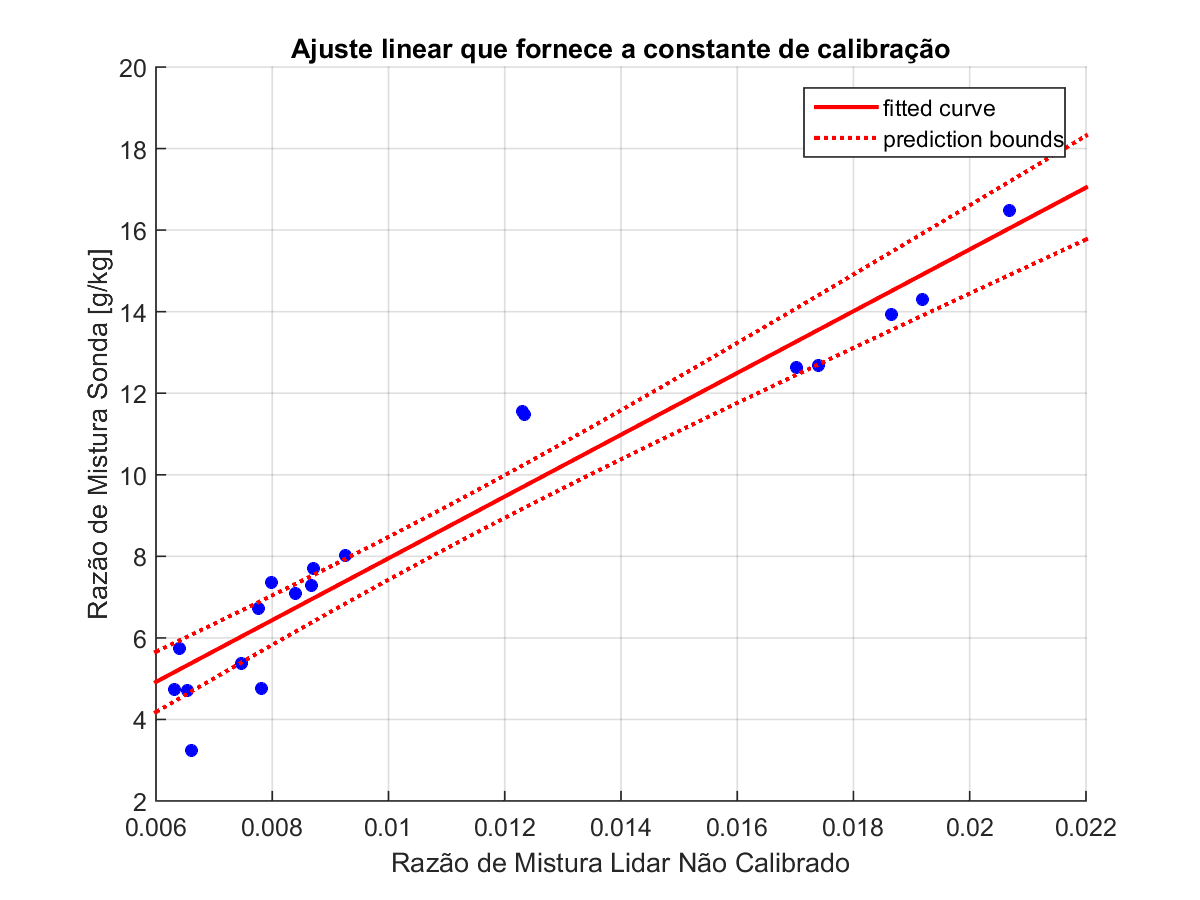 Ajuste linear que fornece a constante de calibração
fitted curve
prediction bounds
20
18
16
14
12
10
8
6
4
2
Razão de Mistura Sonda [g/kg]
0.006 0.008 0.01 0.012 0.014 0.016 0.018 0.02 0.022
Razão de Mistura Lidar Não Calibrado